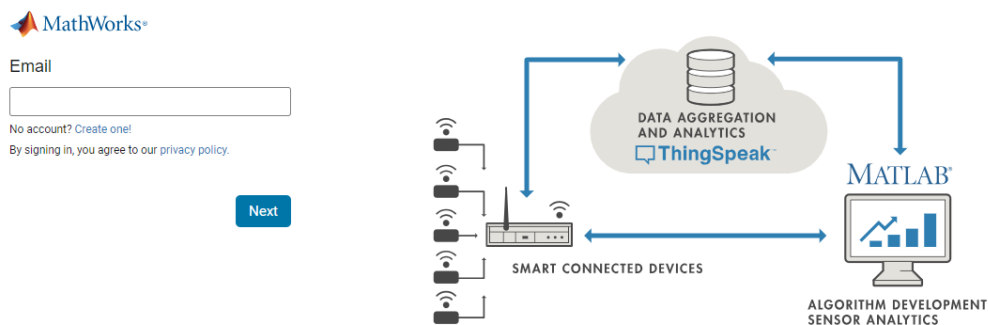 MathWorks®
Email
No account? Create one!
By signing in, you agree to our privacy policy.
Next
DATA AGGREGATION
AND ANALYTICS
ThingSpeak™
MATLAB®
SMART CONNECTED DEVICES
ALGORITHM DEVELOPMENT
SENSOR ANALYTICS